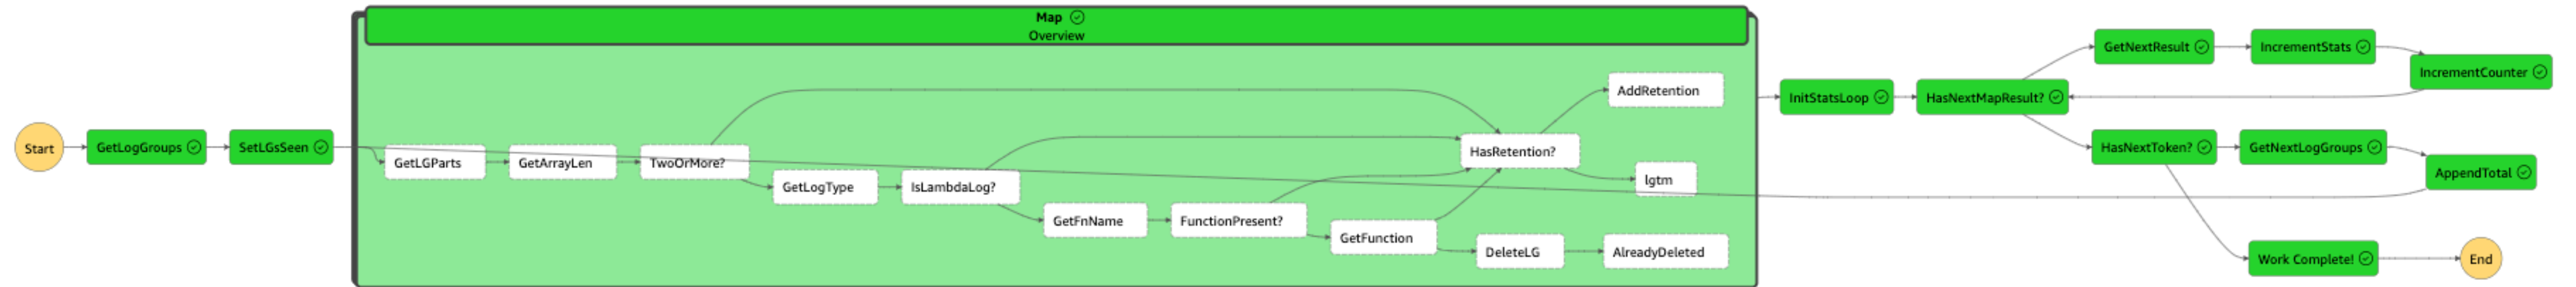 Start
GetLogGroups
SetLGsSeen
Map
Overview
GetLGParts
GetArrayLen
TwoOrMore?
GetLogType
IsLambdaLog?
GetFnName
FunctionPresent?
GetFunction
HasRetention?
AddRetention
lgtm
DeleteLG
AlreadyDeleted
InitStatsLoop
HasNextMapResult?
GetNextResult
IncrementStats
IncrementCounter
HasNextToken?
GetNextLogGroups
AppendTotal
Work Complete!
End